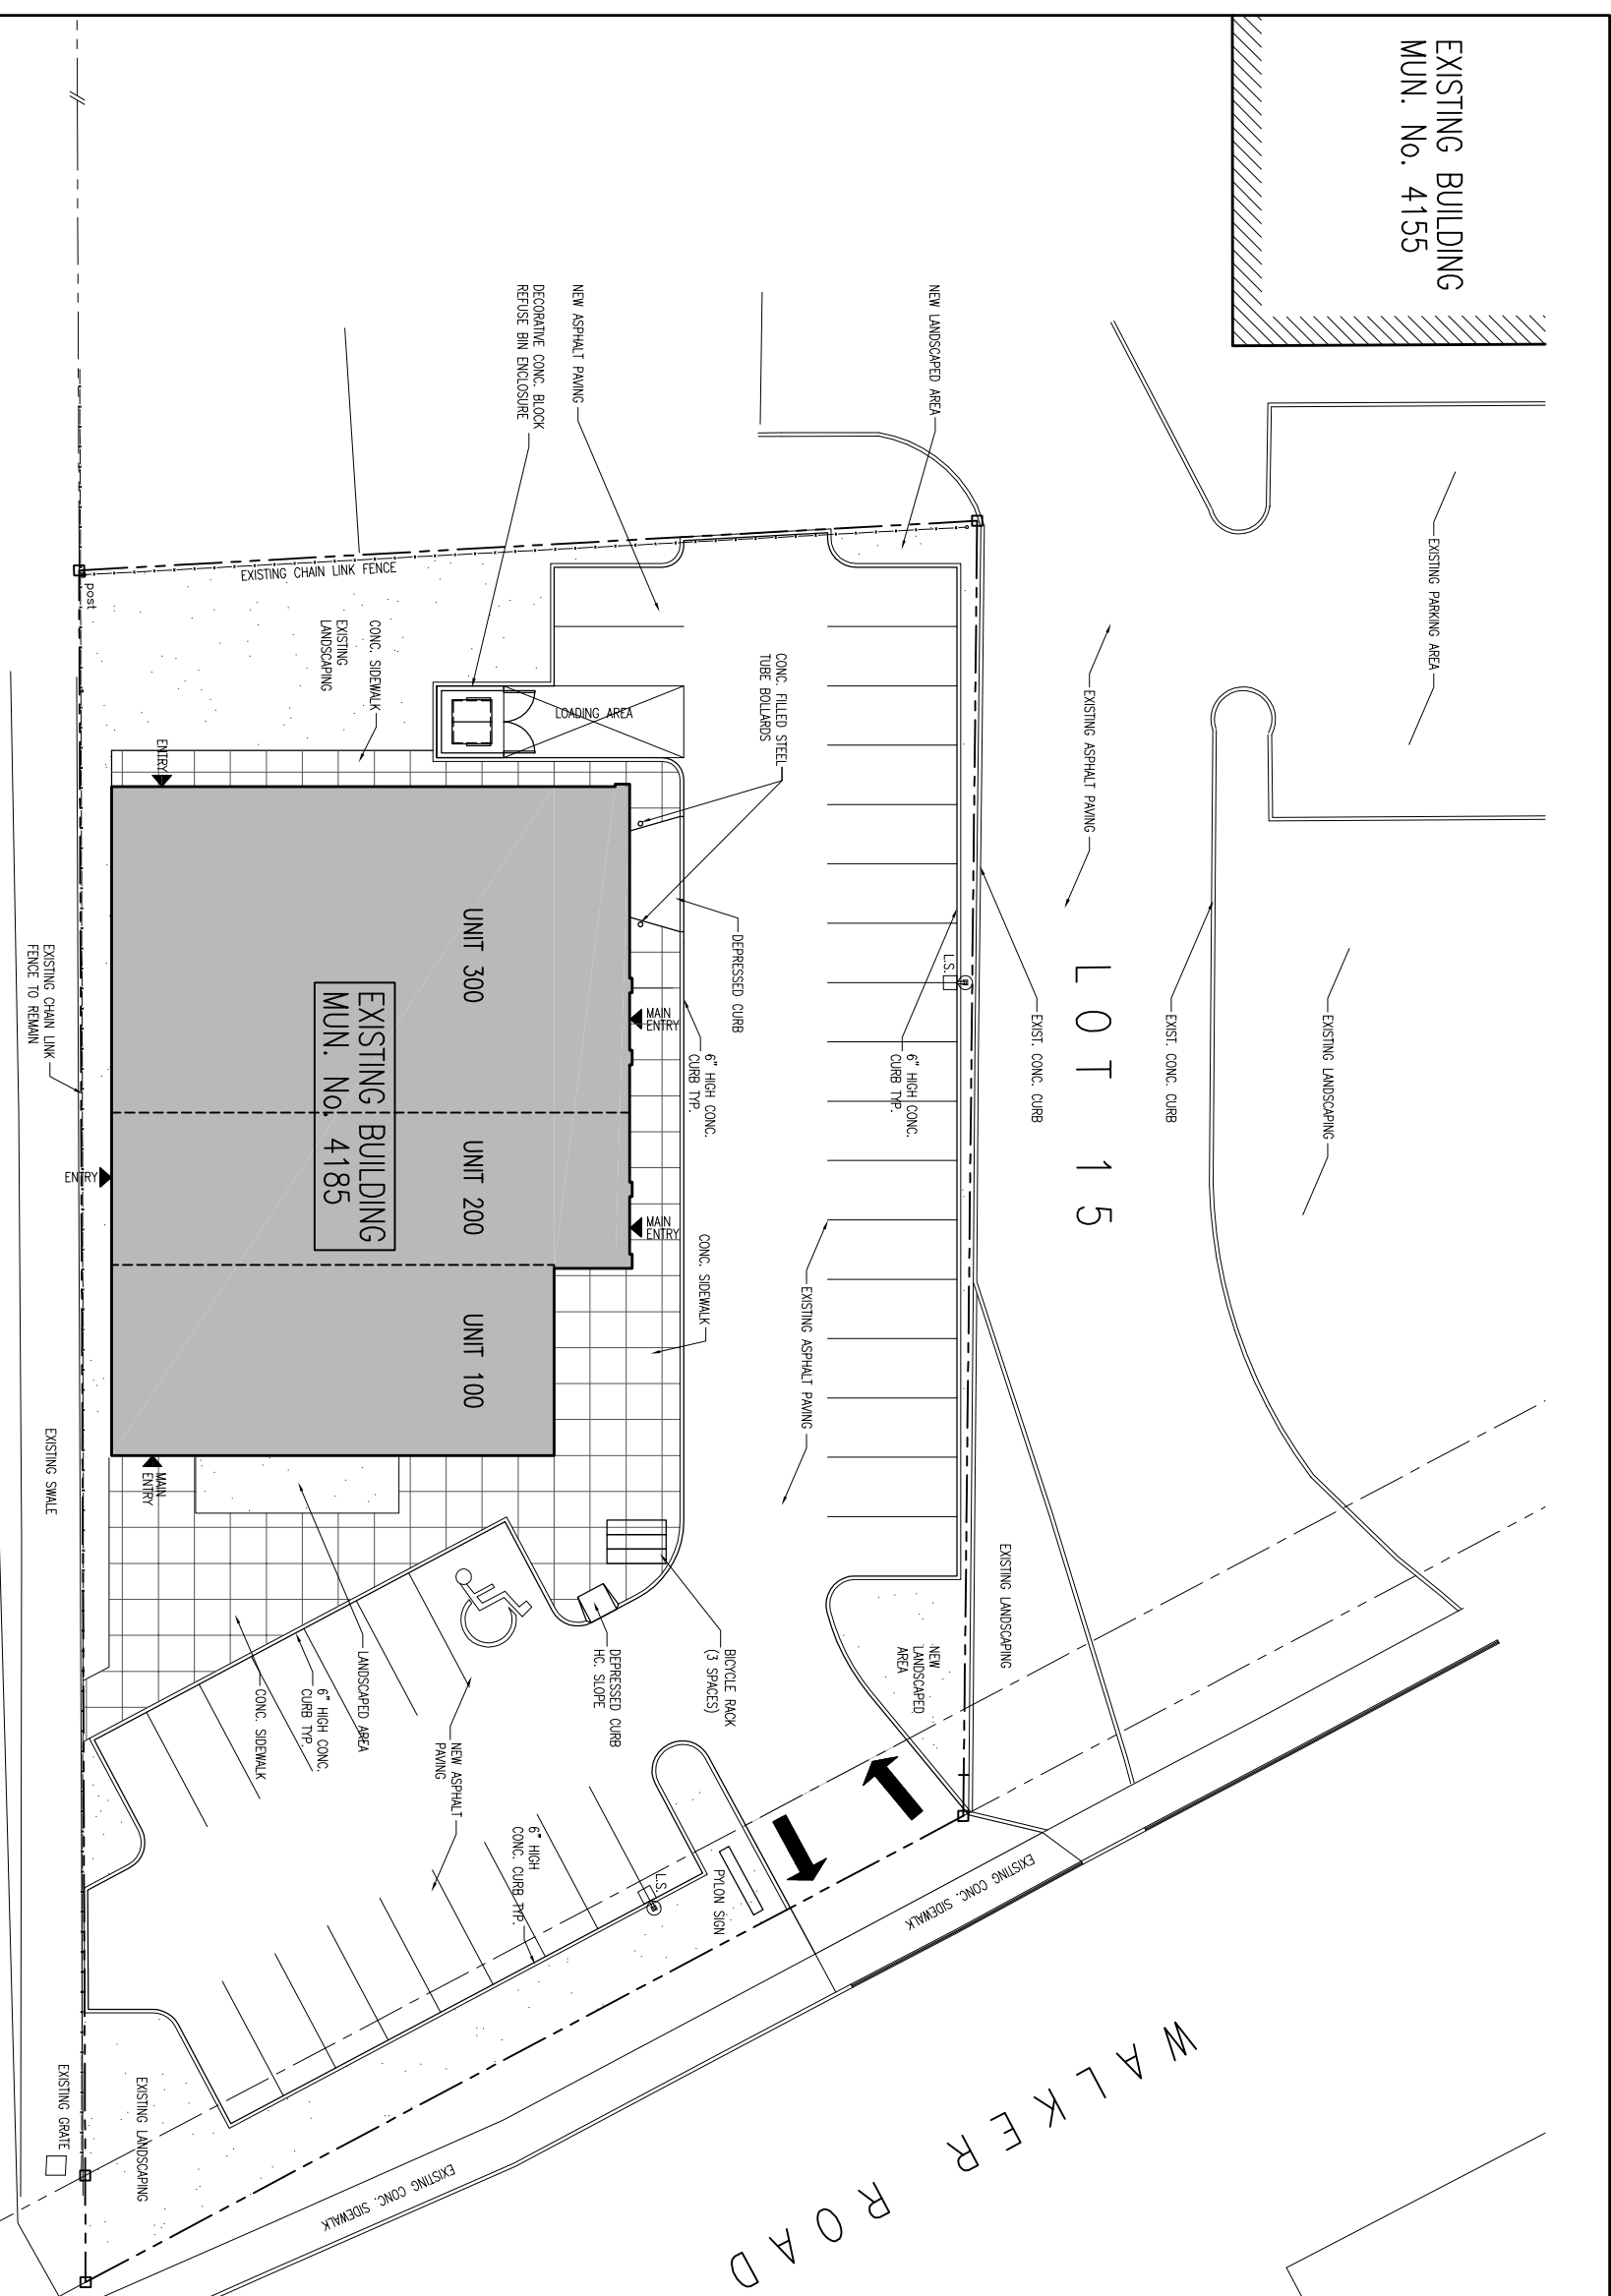 EXISTING BUILDING
MUN. No. 4155
EXISTING PARKING AREA
EXISTING ASPHALT PAVING
NEW LANDSCAPED AREA
NEW ASPHALT PAVING
DECORATIVE CONC. BLOCK
REFUSE BIN ENCLOSURE
EXISTING CHAIN LINK FENCE
post
CONC. SIDEWALK
EXISTING
LANDSCAPING
CONC. FILLED STEEL
TUBE BOLLARDS
LOADING AREA
ENTRY
DEPRESSED CURB
L.S.
LOT 15
EXIST. CONC. CURB
EXIST. CONC. CURB
EXISTING LANDSCAPING
6" HIGH CONC.
CURB TYP.
6" HIGH CONC.
CURB TYP.
MAIN
ENTRY
MAIN
ENTRY
UNIT 300
UNIT 200
UNIT 100
EXISTING BUILDING
MUN. No. 4185
EXISTING CHAIN LINK
FENCE TO REMAIN
ENTRY
CONC. SIDEWALK
EXISTING ASPHALT PAVING
EXISTING SWALE
MAIN
ENTRY
EXISTING LANDSCAPING
NEW
LANDSCAPED
AREA
BICYCLE RACK
(3 SPACES)
DEPRESSED CURB
HC. SLOPE
LANDSCAPED AREA
6" HIGH CONC.
CURB TYP.
CONC. SIDEWALK
NEW ASPHALT
PAVING
6" HIGH
CONC. CURB TYP.
L.S.
PYLON SIGN
EXISTING CONC. SIDEWALK
EXISTING CONC. SIDEWALK
WALKER ROAD
EXISTING LANDSCAPING
EXISTING GRATE